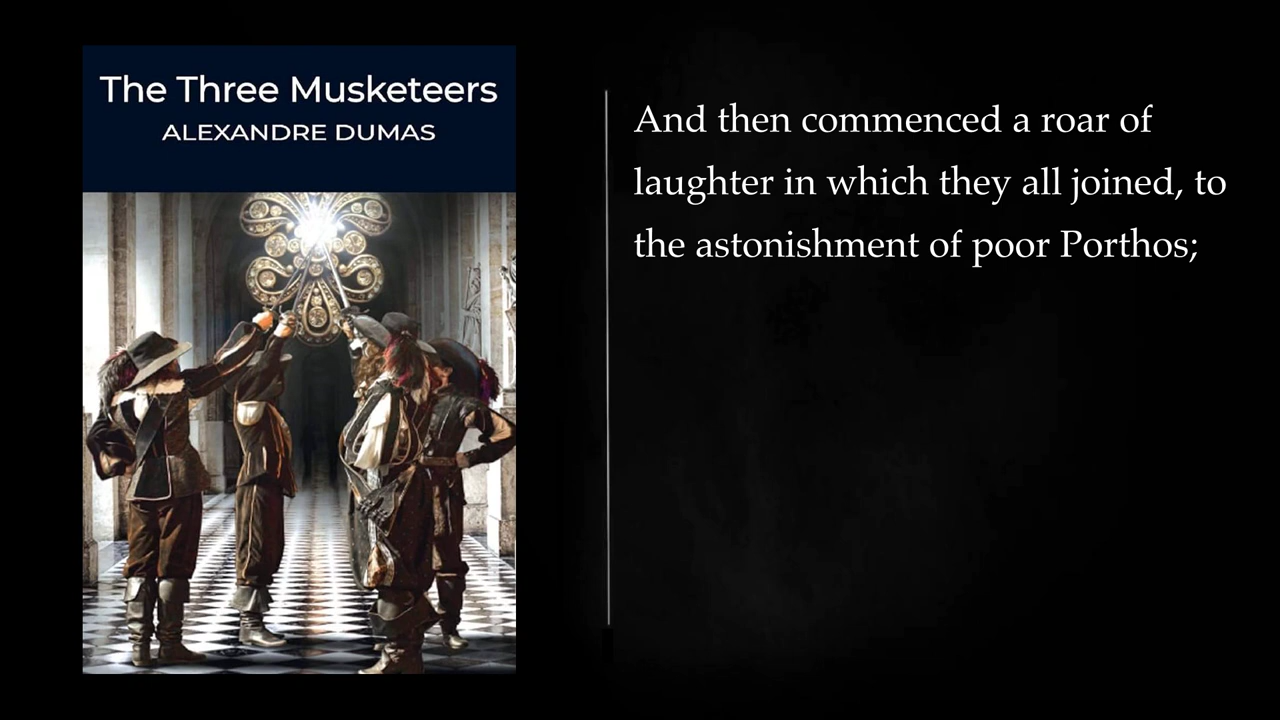 The Three Musketeers
ALEXANDRE DUMAS
And then commenced a roar of
laughter in which they all joined, to
the astonishment of poor Porthos;